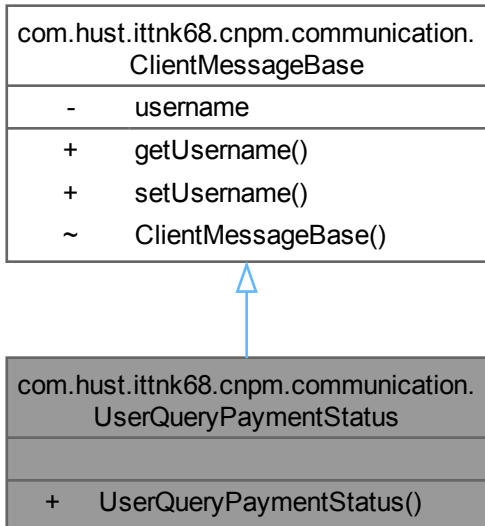 com.hust.ittnk68.cnpm.communication.
ClientMessageBase
- username
+ getUsername()
+ setUsername()
~ ClientMessageBase()
com.hust.ittnk68.cnpm.communication.
UserQueryPaymentStatus
+ UserQueryPaymentStatus()